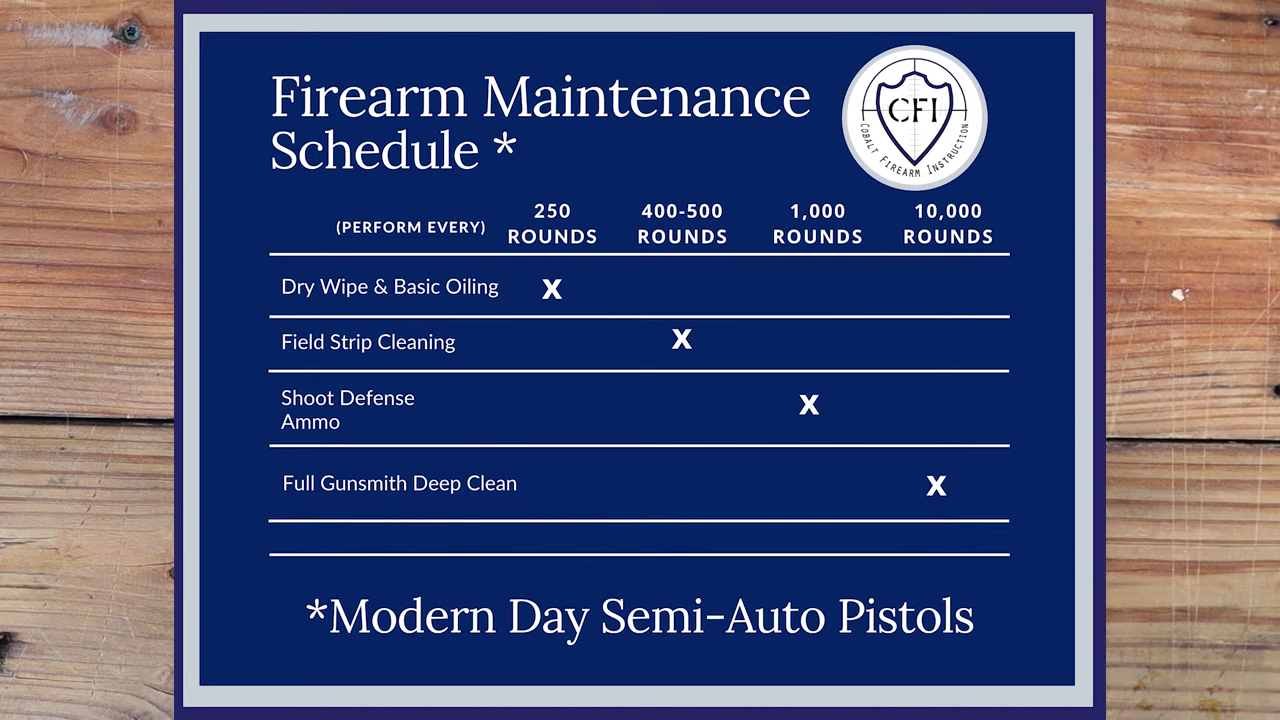 Firearm Maintenance
Schedule *
CFI
COBALT FIREARM INSTRUCTION
(PERFORM EVERY)
250
ROUNDS
400-500
ROUNDS
1,000
ROUNDS
10,000
ROUNDS
Dry Wipe & Basic Oiling X
Field Strip Cleaning X
Shoot Defense
Ammo X
Full Gunsmith Deep Clean X
*Modern Day Semi-Auto Pistols